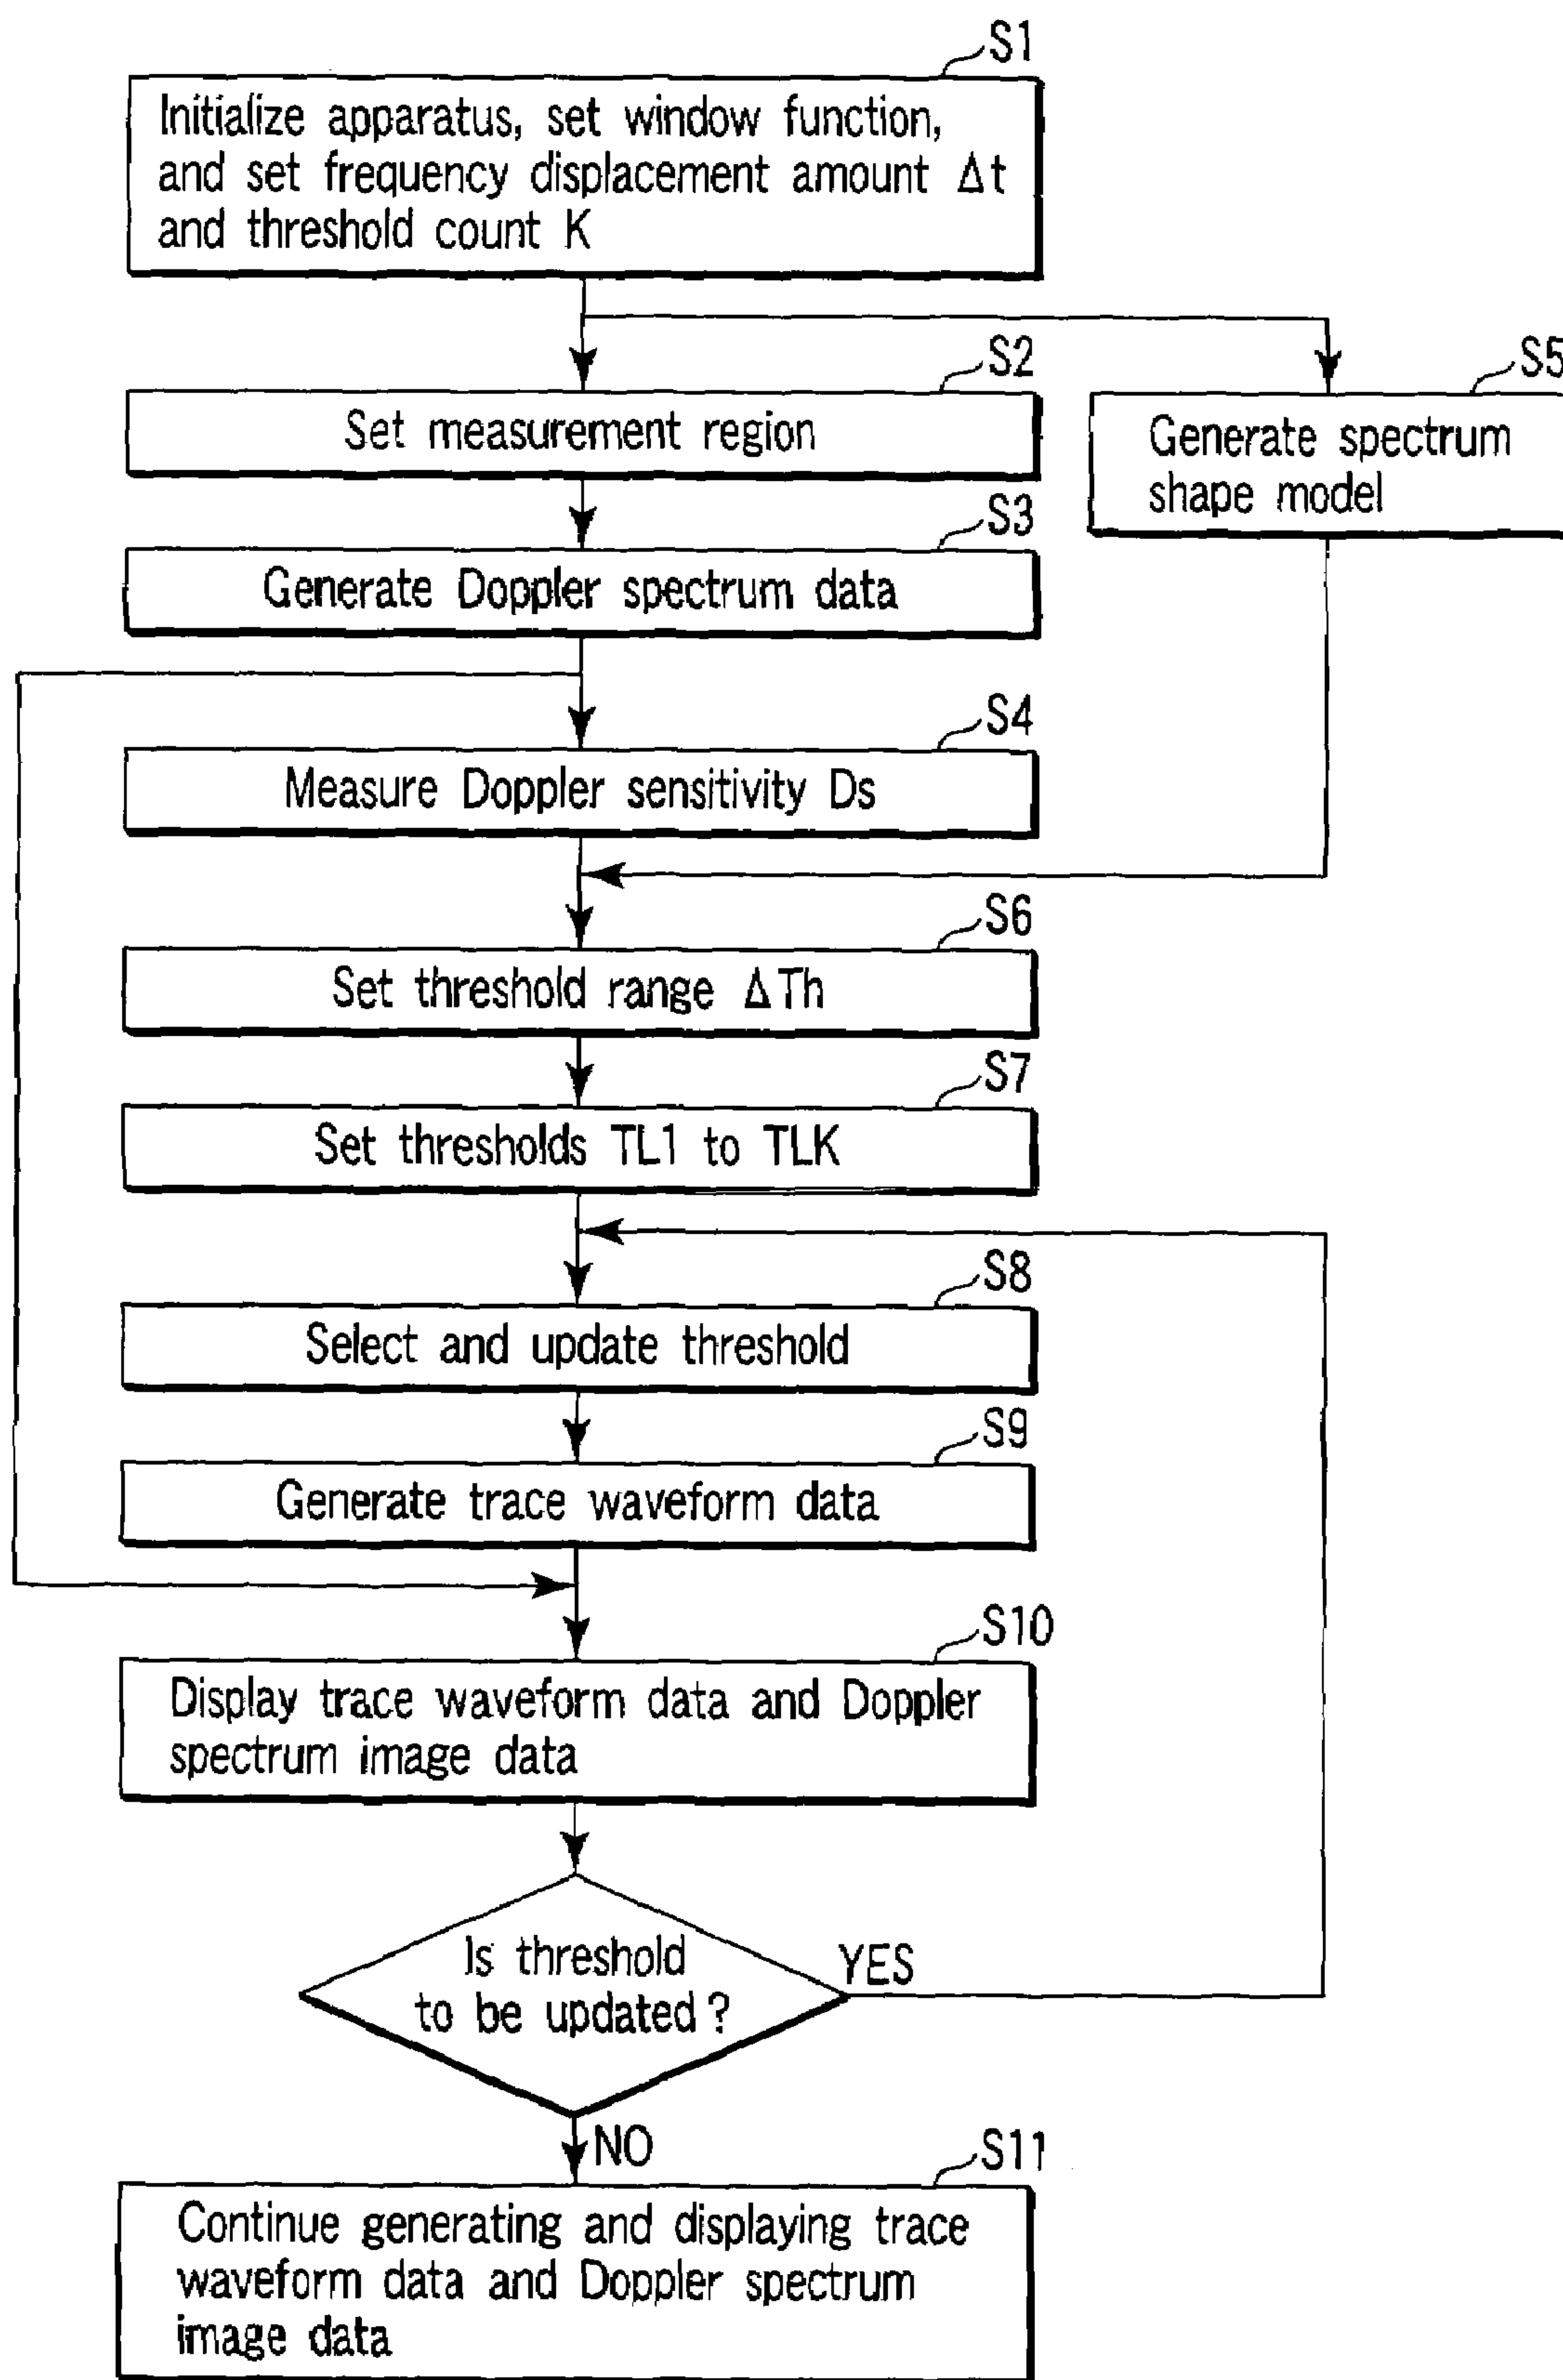 S1
Initialize apparatus, set window function,
and set frequency displacement amount Δt
and threshold count K
S2
Set measurement region
S5
Generate spectrum
shape model
S3
Generate Doppler spectrum data
S4
Measure Doppler sensitivity Ds
S6
Set threshold range ΔTh
S7
Set thresholds TL1 to TLK
S8
Select and update threshold
S9
Generate trace waveform data
S10
Display trace waveform data and Doppler
spectrum image data
Is threshold
to be updated?
YES
NO
S11
Continue generating and displaying trace
waveform data and Doppler spectrum
image data